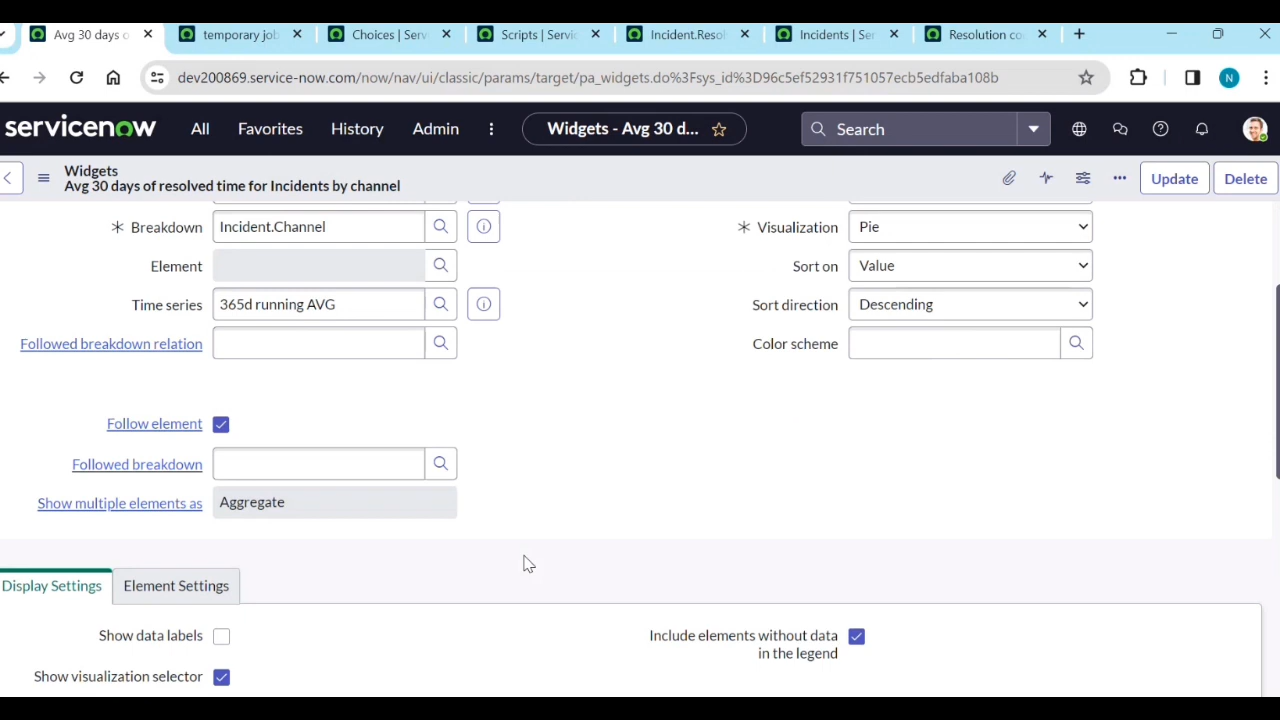 Avg 30 days o
temporary job
Choices | Serv
Scripts | Servic
Incident.Resol
Incidents | Ser
Resolution co
dev200869.service-now.com/now/nav/ui/classic/params/target/pa_widgets.do%3Fsys_id%3D96c5ef52931f751057ecb5edfaba108b
N
servicenow
All
Favorites
History
Admin
Widgets - Avg 30 d...
Search
Widgets
Avg 30 days of resolved time for Incidents by channel
Update
Delete
Breakdown
Incident.Channel
Visualization
Pie
Element
Sort on
Value
Time series
365d running AVG
Sort direction
Descending
Followed breakdown relation
Color scheme
Follow element
Followed breakdown
Show multiple elements as
Aggregate
Display Settings
Element Settings
Show data labels
Include elements without data
in the legend
Show visualization selector